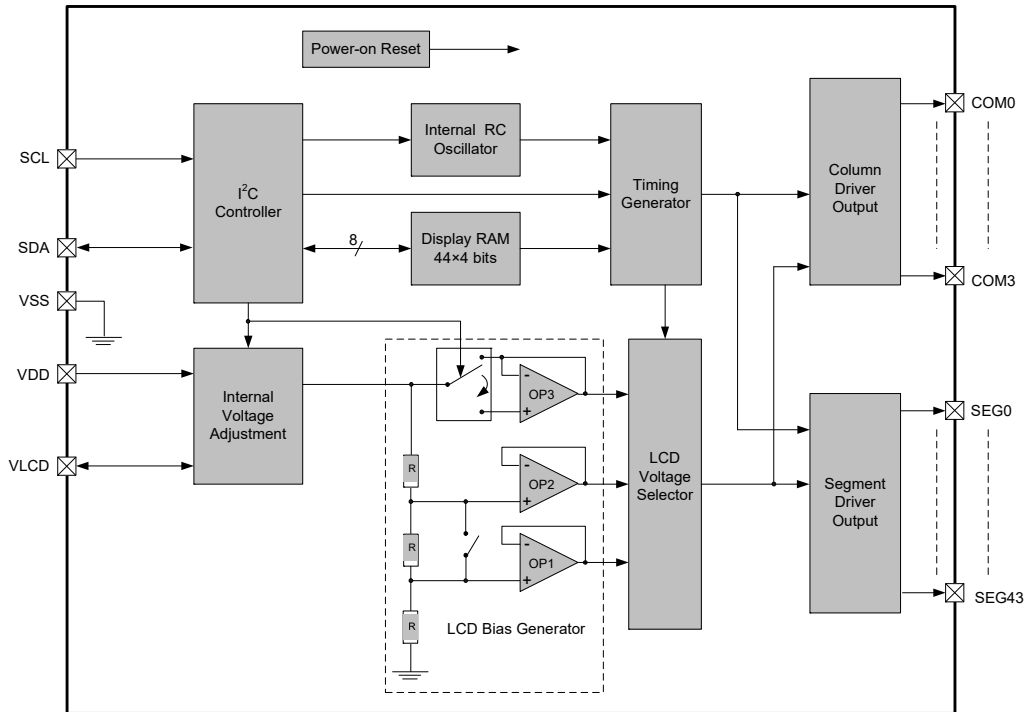 Power-on Reset
COM0
Internal RC
Oscillator
SCL
I²C
Controller
Timing
Generator
Column
Driver
Output
SDA
8
Display RAM
44×4 bits
COM3
VSS
VDD
Internal
Voltage
Adjustment
-
OP3
+
SEG0
VLCD
R
-
OP2
+
LCD
Voltage
Selector
Segment
Driver
Output
R
-
OP1
+
SEG43
R
LCD Bias Generator